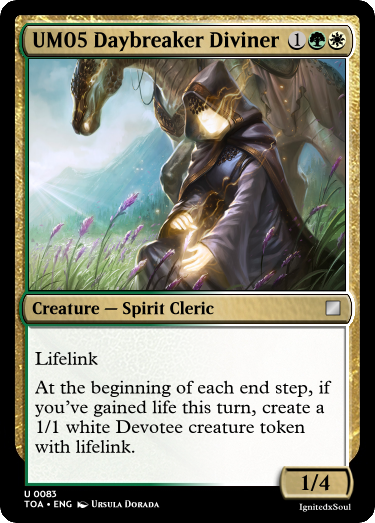 UM05 Daybreaker Diviner 1
Creature — Spirit Cleric
Lifelink
At the beginning of each end step, if
you've gained life this turn, create a
1/1 white Devotee creature token
with lifelink.
1/4
U 0083
TOA • ENG Ursula Dorada
IgnitedxSoul